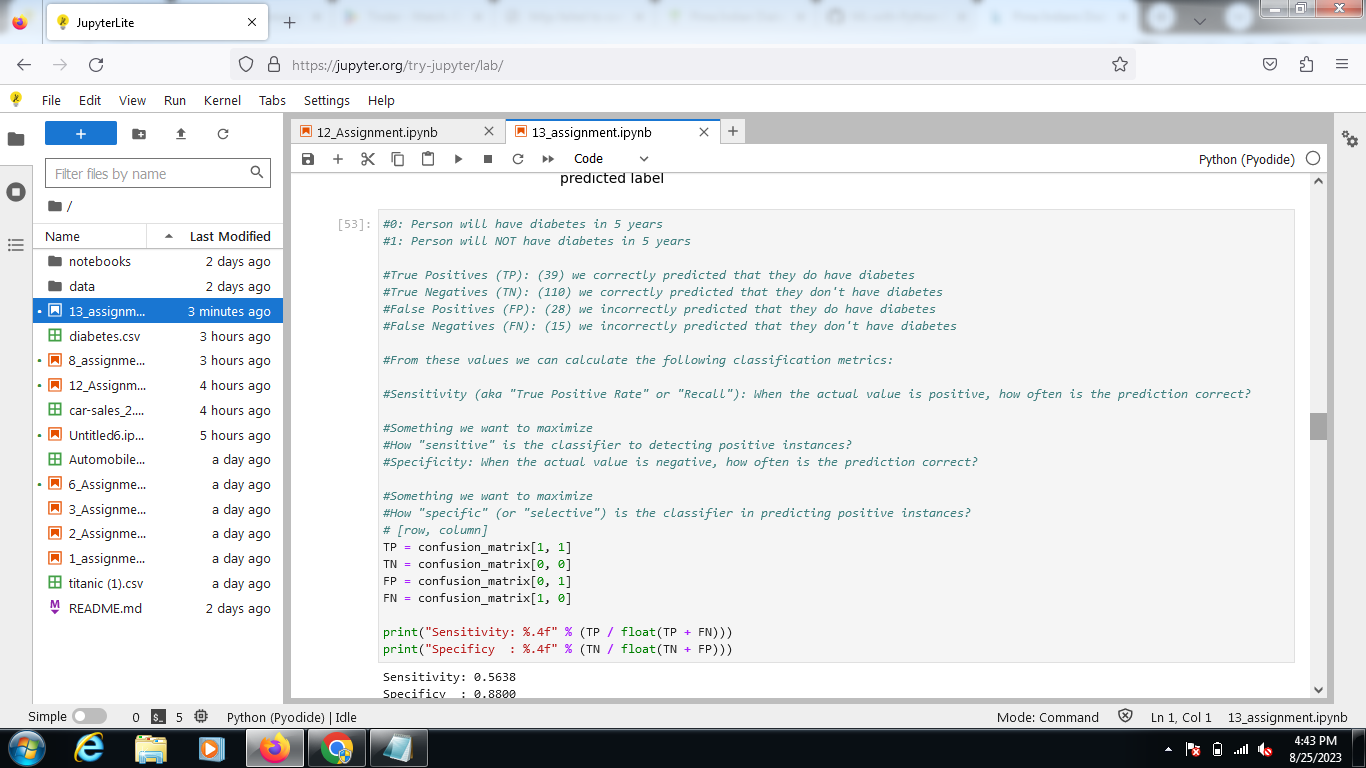 JupyterLite
https://jupyter.org/try-jupyter/lab/
File Edit View Run Kernel Tabs Settings Help
Filter files by name
/
Name Last Modified
notebooks 2 days ago
data 2 days ago
13_assignm... 3 minutes ago
diabetes.csv 3 hours ago
8_assignme... 3 hours ago
12_Assignm... 4 hours ago
car-sales_2.... 4 hours ago
Untitled6.ip... 5 hours ago
Automobile... a day ago
6_Assignme... a day ago
3_Assignme... a day ago
2_Assignme... a day ago
1_assignme... a day ago
titanic (1).csv a day ago
README.md 2 days ago
12_Assignment.ipynb 13_assignment.ipynb
Code Python (Pyodide)
predicted label
[53]:
#0: Person will have diabetes in 5 years
#1: Person will NOT have diabetes in 5 years
#True Positives (TP): (39) we correctly predicted that they do have diabetes
#True Negatives (TN): (110) we correctly predicted that they don't have diabetes
#False Positives (FP): (28) we incorrectly predicted that they do have diabetes
#False Negatives (FN): (15) we incorrectly predicted that they don't have diabetes
#From these values we can calculate the following classification metrics:
#Sensitivity (aka "True Positive Rate" or "Recall"): When the actual value is positive, how often is the prediction correct?
#Something we want to maximize
#How "sensitive" is the classifier to detecting positive instances?
#Specificity: When the actual value is negative, how often is the prediction correct?
#Something we want to maximize
#How "specific" (or "selective") is the classifier in predicting positive instances?
# [row, column]
TP = confusion_matrix[1, 1]
TN = confusion_matrix[0, 0]
FP = confusion_matrix[0, 1]
FN = confusion_matrix[1, 0]
print("Sensitivity: %.4f" % (TP / float(TP + FN)))
print("Specificy  : %.4f" % (TN / float(TN + FP)))
Sensitivity: 0.5638
Specificy  : 0.8800
Simple 0 5 Python (Pyodide) | Idle Mode: Command Ln 1, Col 1 13_assignment.ipynb
4:43 PM
8/25/2023